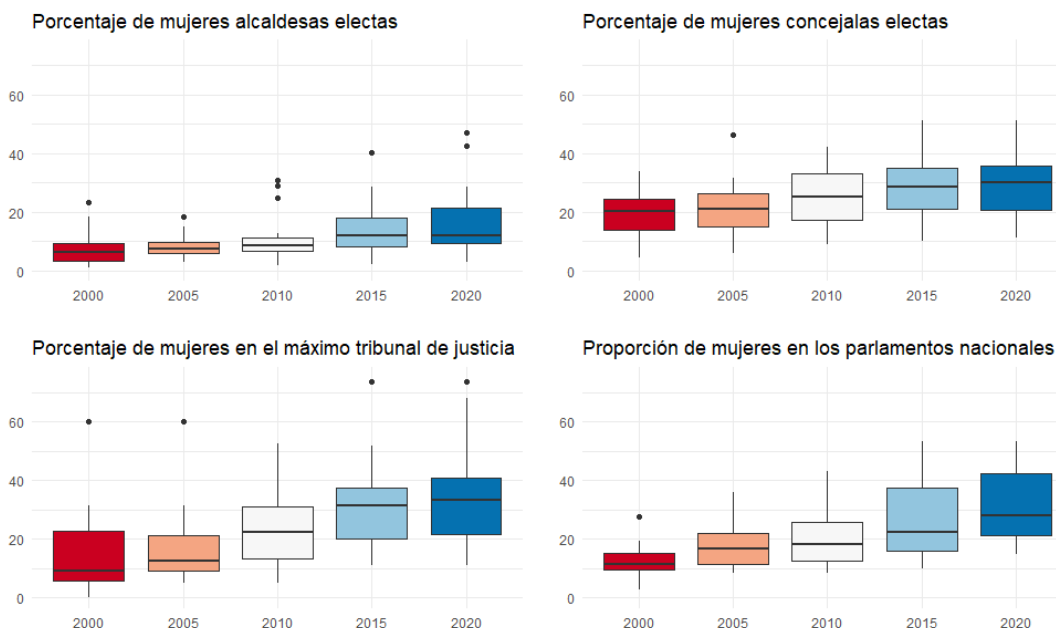 Porcentaje de mujeres alcaldesas electas
60
40
20
0
2000 2005 2010 2015 2020
Porcentaje de mujeres concejalas electas
60
40
20
0
2000 2005 2010 2015 2020
Porcentaje de mujeres en el máximo tribunal de justicia
60
40
20
0
2000 2005 2010 2015 2020
Proporción de mujeres en los parlamentos nacionales
60
40
20
0
2000 2005 2010 2015 2020